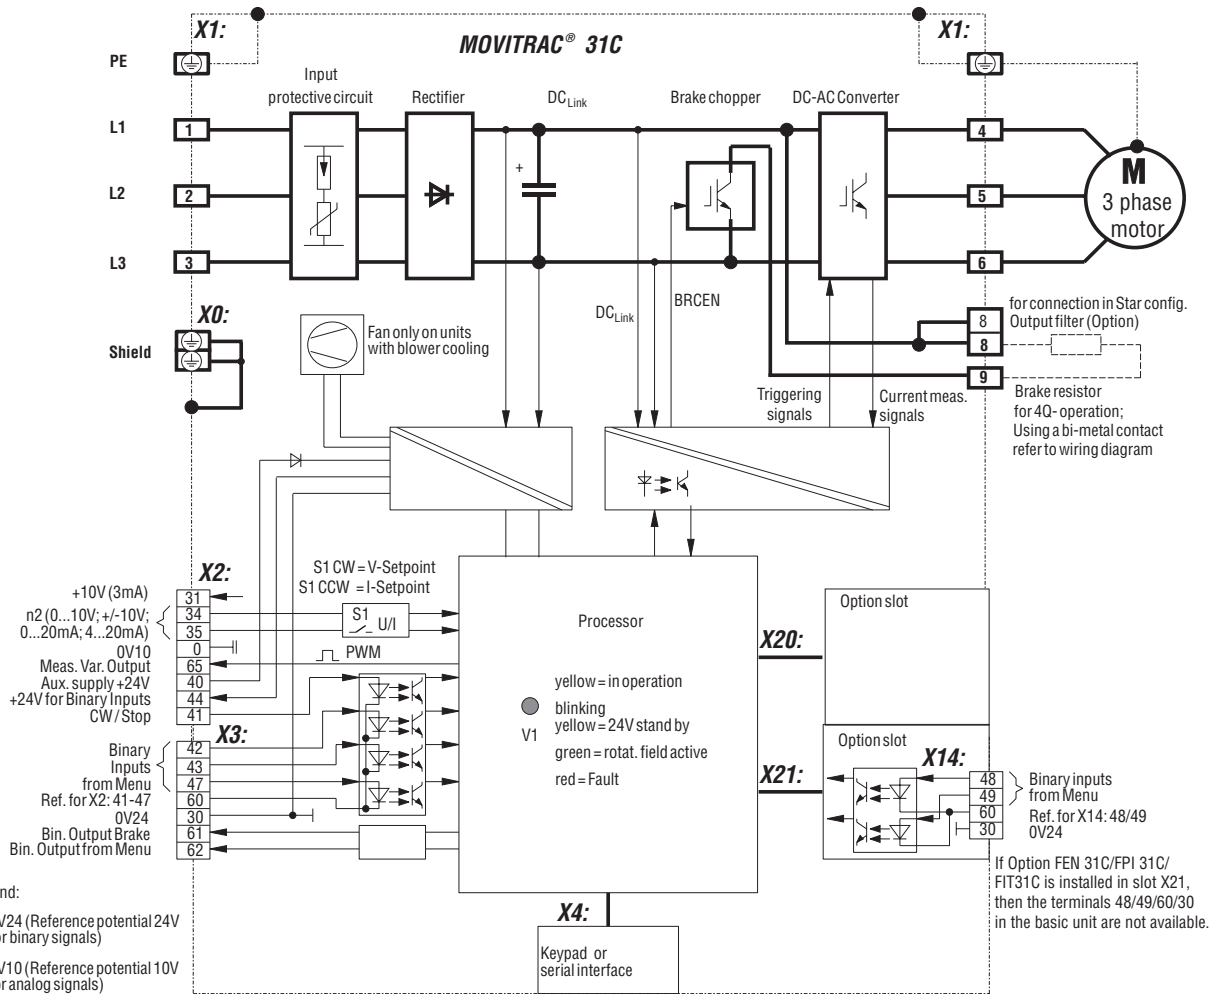 X1:
MOVITRAC® 31C
X1:
PE
Input
protective circuit
Rectifier
DC Link
Brake chopper
DC-AC Converter
L1
1
4
+
M
3 phase
motor
L2
2
5
L3
3
6
X0:
Shield
Fan only on units
with blower cooling
DC Link
BRCEN
8
8
9
for connection in Star config.
Output filter (Option)
Triggering
signals
Current meas.
signals
Brake resistor
for 4Q- operation;
Using a bi-metal contact
refer to wiring diagram
X2:
S1 CW = V-Setpoint
S1 CCW = I-Setpoint
+10V (3mA)
31
n2 (0...10V; +/-10V;
34
0...20mA; 4...20mA)
35
S1
U/I
0V10
0
Meas. Var. Output
65
PWM
Aux. supply +24V
40
+24V for Binary Inputs
44
CW / Stop
41
X3:
Binary
42
Inputs
43
from Menu
47
Ref. for X2: 41-47
60
0V24
30
Bin. Output Brake
61
Bin. Output from Menu
62
Processor
yellow = in operation
V1
blinking
yellow = 24V stand by
green = rotat. field active
red = Fault
X20:
Option slot
X21:
Option slot
X14:
48
49
60
30
Binary inputs
from Menu
Ref. for X14: 48/49
0V24
If Option FEN 31C/FPI 31C/
FIT31C is installed in slot X21,
then the terminals 48/49/60/30
in the basic unit are not available.
X4:
Keypad or
serial interface
nd:
V24 (Reference potential 24V
or binary signals)
V10 (Reference potential 10V
or analog signals)